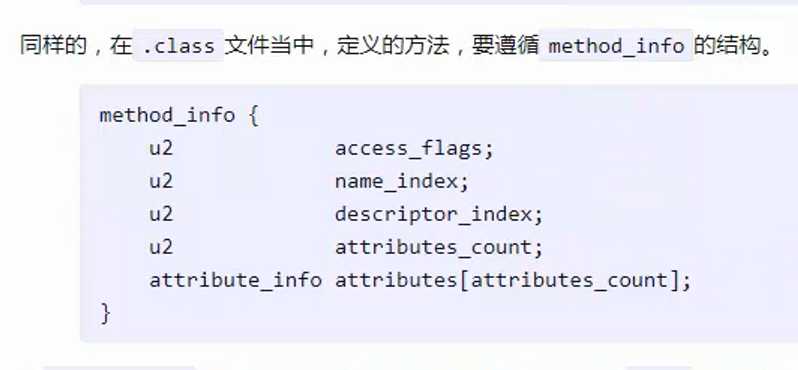 同样的，在 .class 文件当中，定义的方法，要遵循 method_info 的结构。
method_info {
    u2             access_flags;
    u2             name_index;
    u2             descriptor_index;
    u2             attributes_count;
    attribute_info attributes[attributes_count];
}